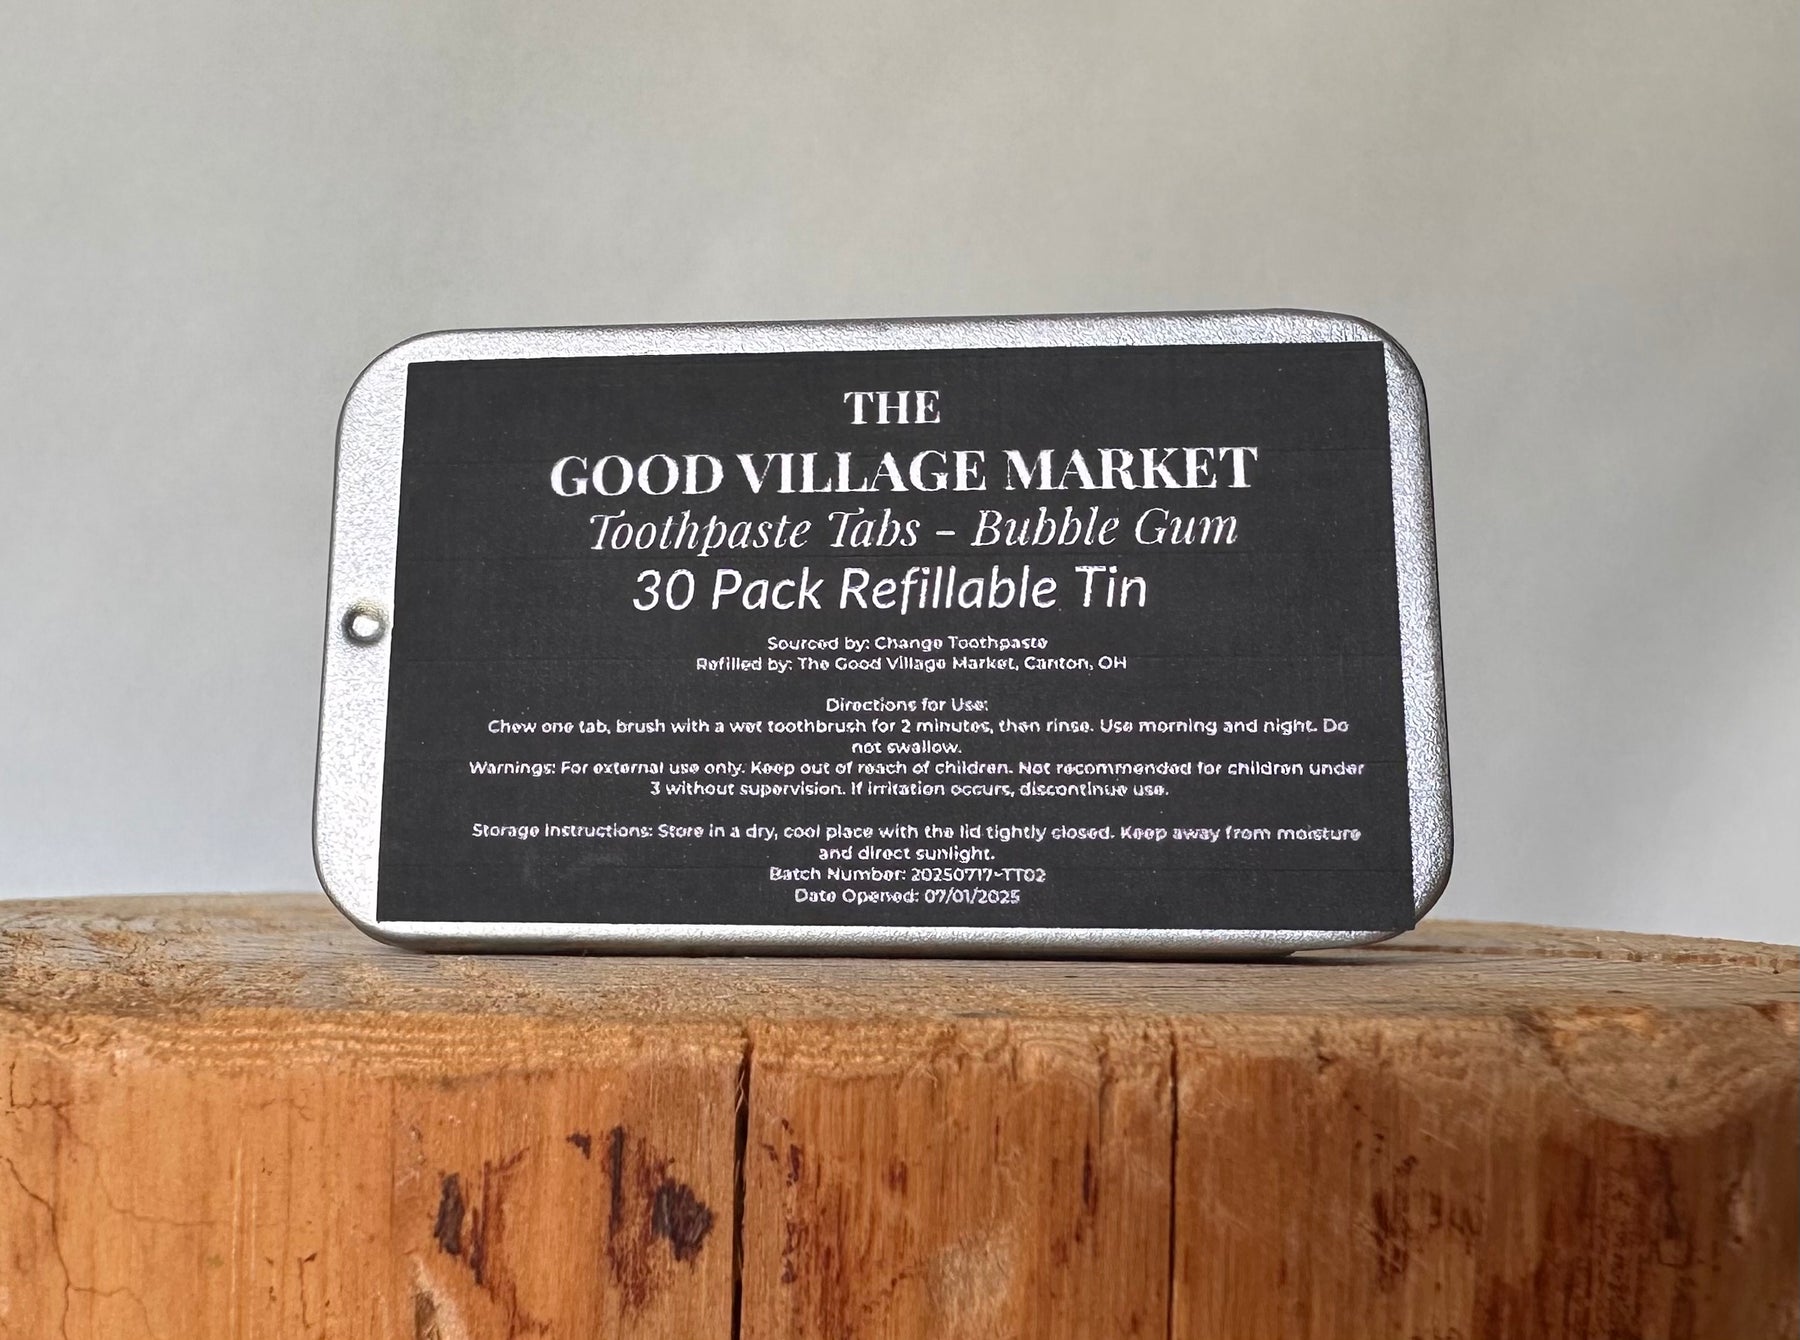 THE
GOOD VILLAGE MARKET
Toothpaste Tabs – Bubble Gum
30 Pack Refillable Tin
Sourced by: Change Toothpaste
Refilled by: The Good Village Market, Canton, OH
Directions for Use:
Chew one tab, brush with a wet toothbrush for 2 minutes, then rinse. Use morning and night. Do
not swallow.
Warnings: For external use only. Keep out of reach of children. Not recommended for children under
3 without supervision. If irritation occurs, discontinue use.
Storage Instructions: Store in a dry, cool place with the lid tightly closed. Keep away from moisture
and direct sunlight.
Batch Number: 20250717-TT02
Date Opened: 07/01/2025